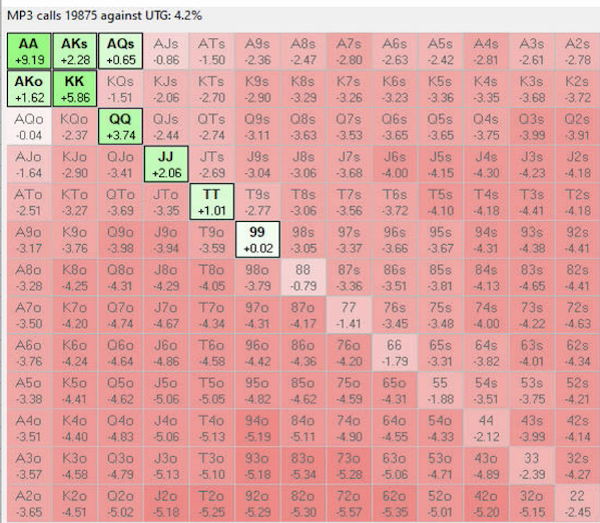 MP3 calls 19875 against UTG: 4.2%
AA AKs AQs AJs ATs A9s A8s A7s A6s A5s A4s A3s A2s
+9.19 +2.28 +0.65 -0.86 -1.50 -2.36 -2.47 -2.80 -2.63 -2.42 -2.81 -2.61 -2.78
AKo KK KQs KJs KTs K9s K8s K7s K6s K5s K4s K3s K2s
+1.62 +5.86 -1.51 -2.06 -2.70 -2.90 -3.29 -3.26 -3.23 -3.36 -3.35 -3.68 -3.72
AQo KQo QQ QJs QTs Q9s Q8s Q7s Q6s Q5s Q4s Q3s Q2s
-0.04 -2.37 +3.74 -2.44 -2.74 -3.11 -3.63 -3.53 -3.65 -3.65 -3.75 -3.99 -3.91
AJo KJo QJo JJ JTs J9s J8s J7s J6s J5s J4s J3s J2s
-1.64 -2.90 -3.41 +2.06 -2.69 -3.04 -3.06 -3.68 -4.00 -4.15 -4.30 -4.23 -4.18
ATo KTo QTo JTo TT T9s T8s T7s T6s T5s T4s T3s T2s
-2.51 -3.27 -3.69 -3.35 +1.01 -2.77 -3.06 -3.56 -3.72 -4.10 -4.18 -4.41 -4.18
A9o K9o Q9o J9o T9o 99 98s 97s 96s 95s 94s 93s 92s
-3.17 -3.76 -3.98 -3.94 -3.59 +0.02 -3.05 -3.37 -3.66 -3.67 -4.31 -4.38 -4.41
A8o K8o Q8o J8o T8o 98o 88 87s 86s 85s 84s 83s 82s
-3.28 -4.25 -4.31 -4.29 -4.05 -3.79 -0.79 -3.36 -3.51 -3.81 -4.13 -4.65 -4.41
A7o K7o Q7o J7o T7o 97o 87o 77 76s 75s 74s 73s 72s
-3.50 -4.20 -4.74 -4.67 -4.34 -4.31 -4.17 -1.41 -3.45 -3.48 -4.00 -4.22 -4.63
A6o K6o Q6o J6o T6o 96o 86o 76o 66 65s 64s 63s 62s
-3.76 -4.24 -4.64 -4.86 -4.58 -4.42 -4.36 -4.20 -1.79 -3.31 -3.82 -4.01 -4.34
A5o K5o Q5o J5o T5o 95o 85o 75o 65o 55 54s 53s 52s
-3.38 -4.41 -4.62 -5.06 -5.05 -4.82 -4.62 -4.59 -4.31 -1.88 -3.51 -3.75 -4.21
A4o K4o Q4o J4o T4o 94o 84o 74o 64o 54o 44 43s 42s
-3.51 -4.40 -4.83 -5.06 -5.13 -5.19 -5.11 -4.90 -4.55 -4.33 -2.12 -3.99 -4.14
A3o K3o Q3o J3o T3o 93o 83o 73o 63o 53o 43o 33 32s
-3.57 -4.58 -4.79 -5.13 -5.10 -5.18 -5.34 -5.28 -5.06 -4.71 -4.89 -2.39 -4.27
A2o K2o Q2o J2o T2o 92o 82o 72o 62o 52o 42o 32o 22
-3.65 -4.51 -5.02 -5.18 -5.25 -5.29 -5.30 -5.57 -5.35 -5.01 -5.20 -5.15 -2.45